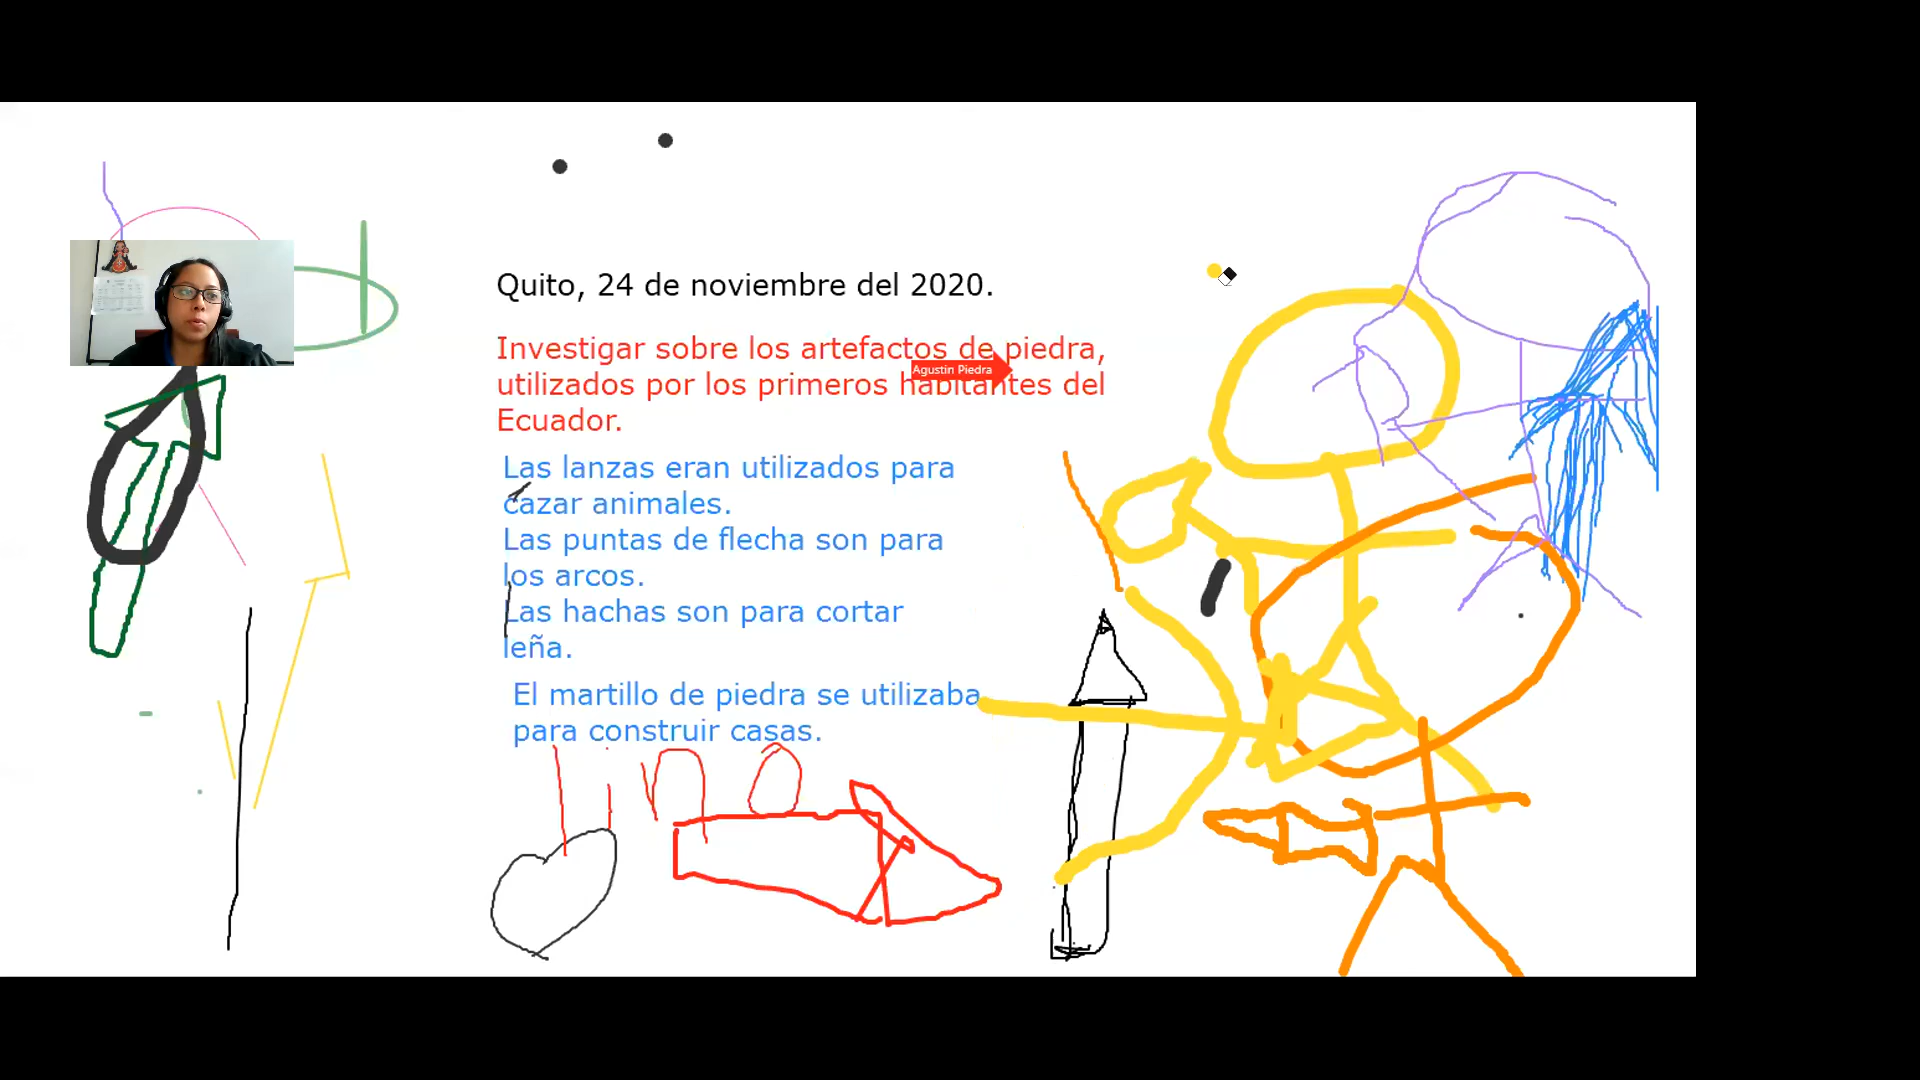 Quito, 24 de noviembre del 2020.
Investigar sobre los artefactos de piedra,
Agustin Piedra
utilizados por los primeros habitantes del
Ecuador.
Las lanzas eran utilizados para
cazar animales.
Las puntas de flecha son para
los arcos.
Las hachas son para cortar
leña.
El martillo de piedra se utilizaba
para construir casas.